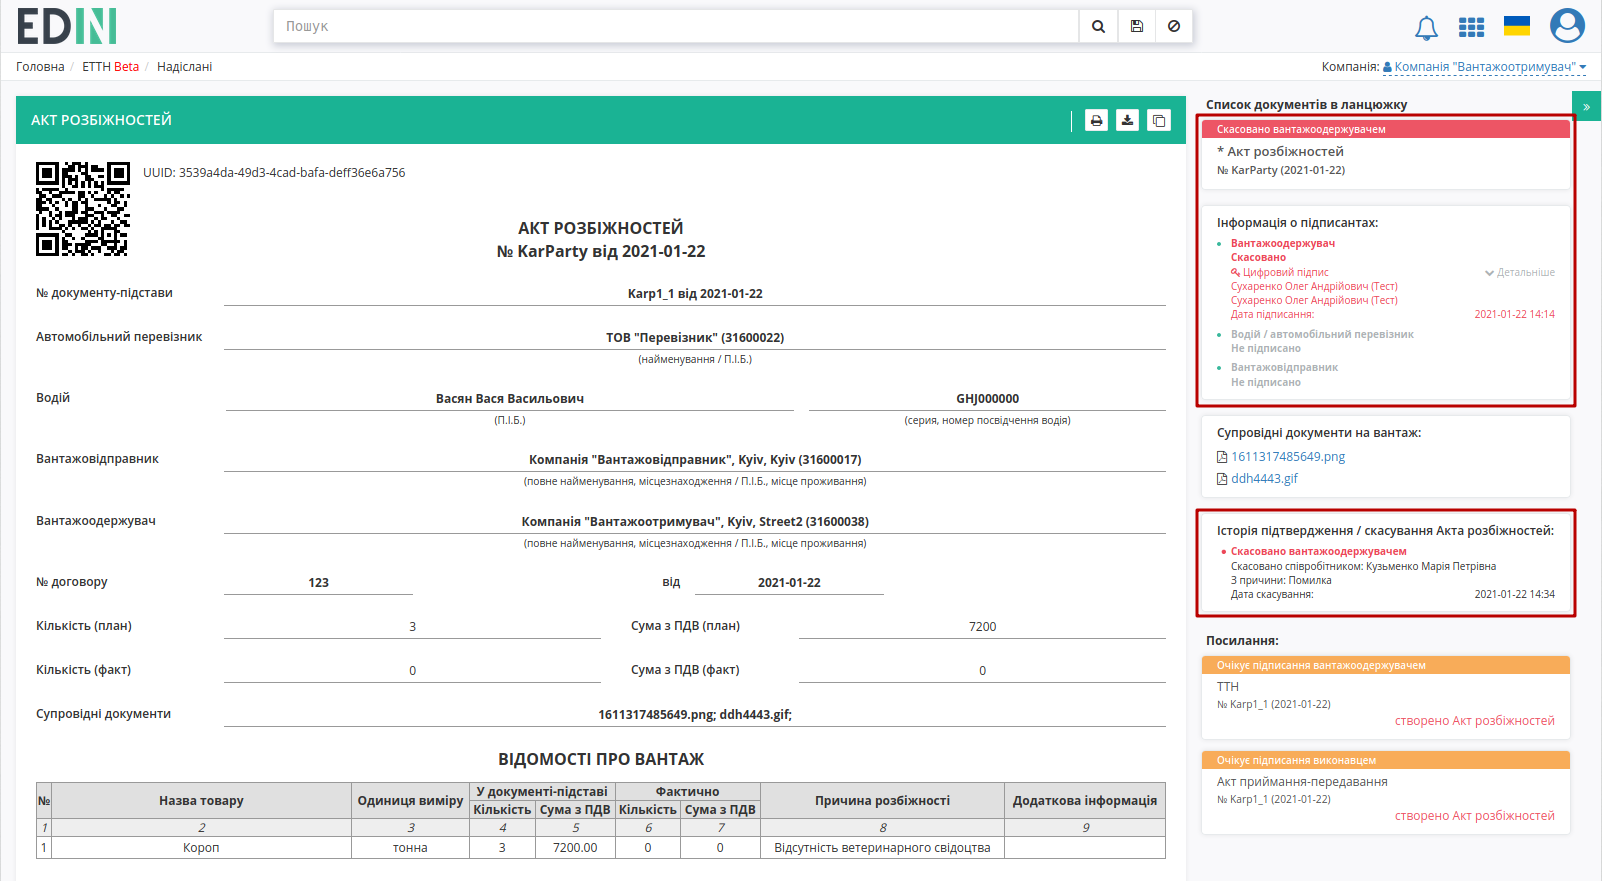 EDIN
Пошук
Головна / ЕТТН Beta / Надіслані
Компанія: Компанія "Вантажоотримувач"
АКТ РОЗБІЖНОСТЕЙ
UUID: 3539a4da-49d3-4cad-bafa-deff36e6a756
АКТ РОЗБІЖНОСТЕЙ
№ KarParty від 2021-01-22
№ документу-підстави Karp1_1 від 2021-01-22
Автомобільний перевізник ТОВ "Перевізник" (31600022)
(найменування / П.І.Б.)
Водій Васян Вася Васильович GHJ000000
(П.І.Б.) (серия, номер посвідчення водія)
Вантажовідправник Компанія "Вантажовідправник", Kyiv, Kyiv (31600017)
(повне найменування, місцезнаходження / П.І.Б., місце проживання)
Вантажоодержувач Компанія "Вантажоотримувач", Kyiv, Street2 (31600038)
(повне найменування, місцезнаходження / П.І.Б., місце проживання)
№ договору 123 від 2021-01-22
Кількість (план) 3 Сума з ПДВ (план) 7200
Кількість (факт) 0 Сума з ПДВ (факт) 0
Супровідні документи 1611317485649.png; ddh4443.gif;
ВІДОМОСТІ ПРО ВАНТАЖ
№ Назва товару Одиниця виміру У документі-підставі Фактично Причина розбіжності Додаткова інформація
Кількість Сума з ПДВ Кількість Сума з ПДВ
1 2 3 4 5 6 7 8 9
1 Короп тонна 3 7200.00 0 0 Відсутність ветеринарного свідоцтва
Список документів в ланцюжку
»
Скасовано вантажоодержувачем
* Акт розбіжностей
№ KarParty (2021-01-22)
Інформація о підписантах:
Вантажоодержувач
Скасовано
Цифровий підпис Детальніше
Сухаренко Олег Андрійович (Тест)
Сухаренко Олег Андрійович (Тест)
Дата підписання: 2021-01-22 14:14
Водій / автомобільний перевізник
Не підписано
Вантажовідправник
Не підписано
Супровідні документи на вантаж:
1611317485649.png
ddh4443.gif
Історія підтвердження / скасування Акта розбіжностей:
Скасовано вантажоодержувачем
Скасовано співробітником: Кузьменко Марія Петрівна
З причини: Помилка
Дата скасування: 2021-01-22 14:34
Посилання:
Очікує підписання вантажоодержувачем
ТТН
№ Karp1_1 (2021-01-22)
створено Акт розбіжностей
Очікує підписання виконавцем
Акт приймання-передавання
№ Karp1_1 (2021-01-22)
створено Акт розбіжностей